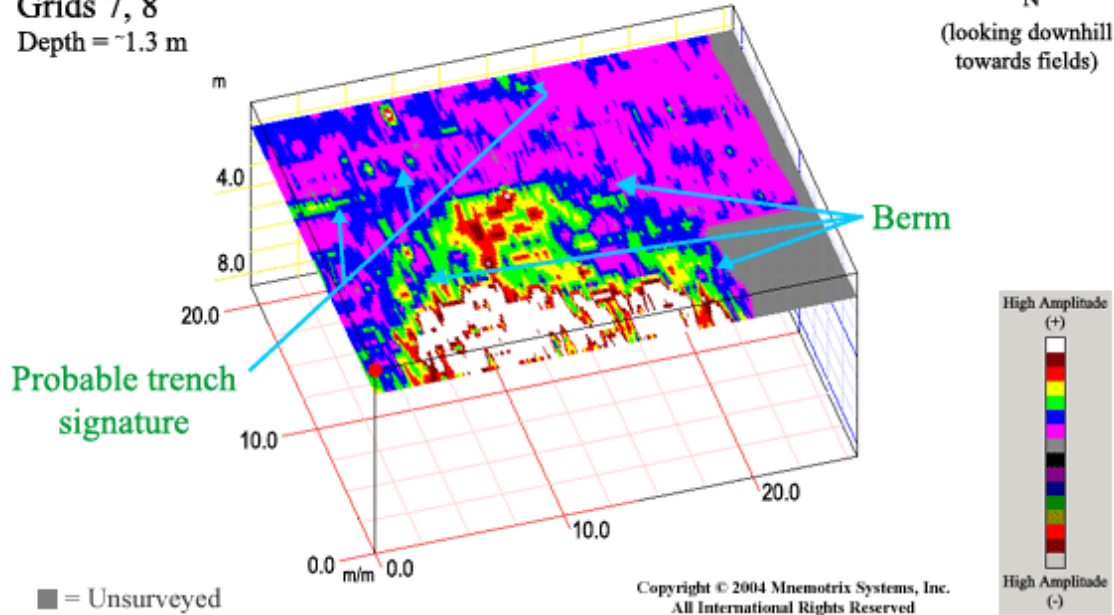 Grids 7, 8
Depth = ~1.3 m
N
(looking downhill
towards fields)
m
4.0
8.0
20.0
Berm
Probable trench
signature
10.0
0.0
m/m
0.0
10.0
20.0
High Amplitude
(+)
High Amplitude
(-)
= Unsurveyed
Copyright © 2004 Mnemotrix Systems, Inc.
All International Rights Reserved